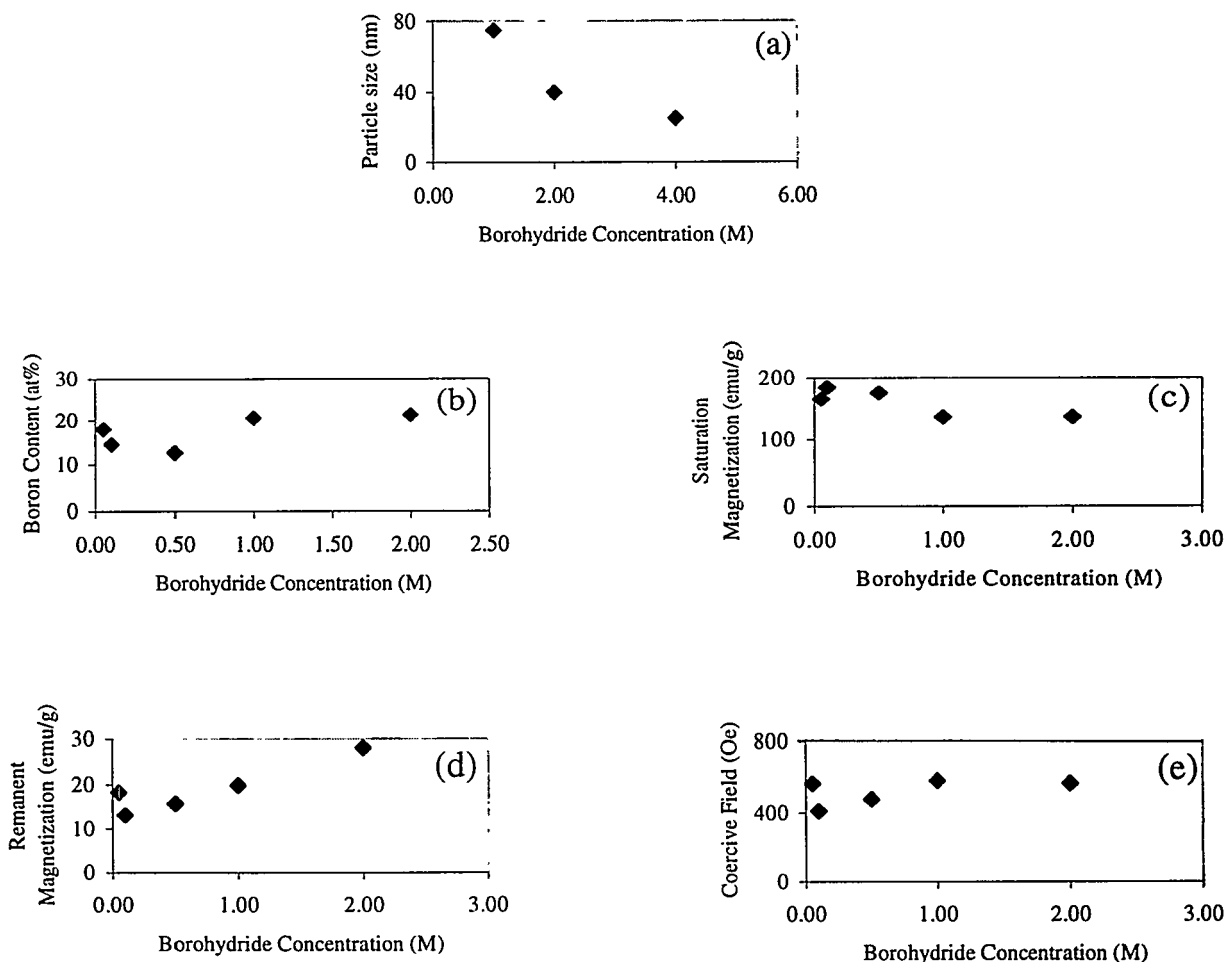 (a)
Particle size (nm)
80
40
0
0.00 2.00 4.00 6.00
Borohydride Concentration (M)
(b)
Boron Content (at%)
30
20
10
0
0.00 0.50 1.00 1.50 2.00 2.50
Borohydride Concentration (M)
(c)
Saturation
Magnetization (emu/g)
200
100
0
0.00 1.00 2.00 3.00
Borohydride Concentration (M)
(d)
Remanent
Magnetization (emu/g)
30
20
10
0
0.00 1.00 2.00 3.00
Borohydride Concentration (M)
(e)
Coercive Field (Oe)
800
400
0
0.00 1.00 2.00 3.00
Borohydride Concentration (M)